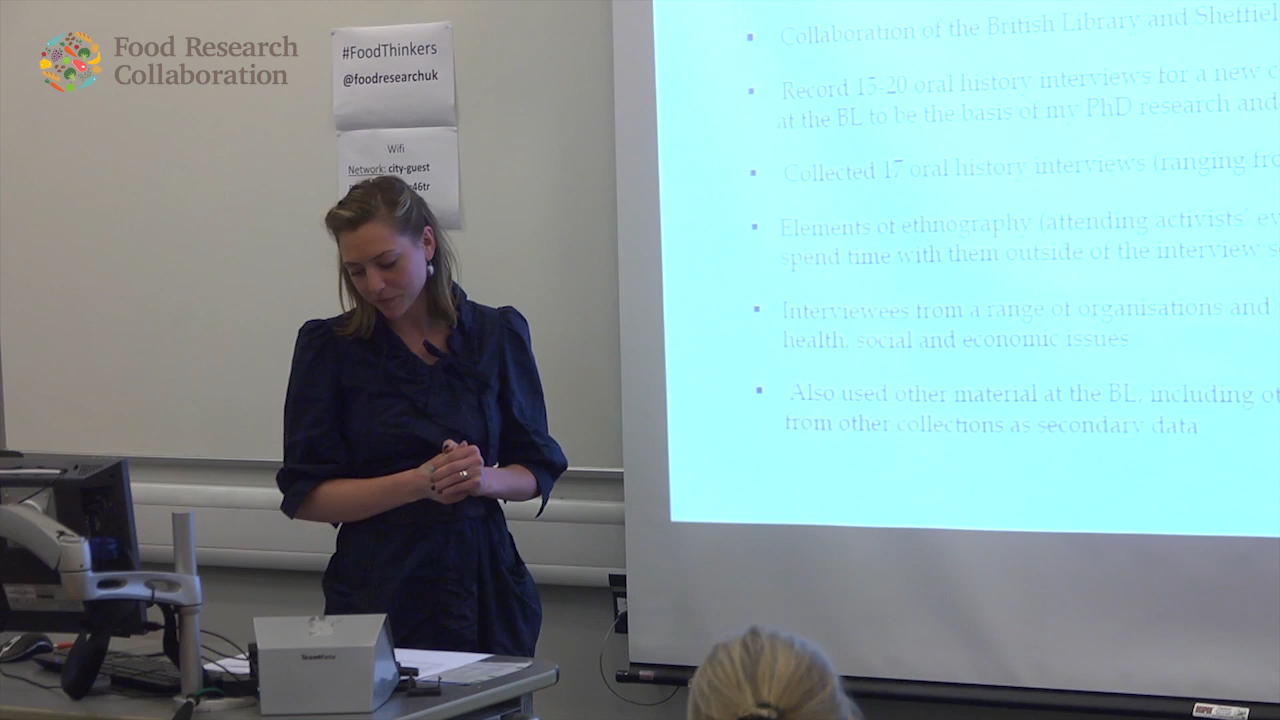 Food Research
Collaboration
#FoodThinkers
@foodresearchuk
Wifi
Network: city-guest
46tr
Collaboration of the British Library and Sheffiel
Record 15-20 oral history interviews for a new
at the BL to be the basis of my PhD research and
Collected 17 oral history interviews (ranging fro
Elements of ethnography (attending activists' ev
spend time with them outside of the interview s
Interviewees from a range of organisations and
health, social and economic issues
Also used other material at the BL, including ot
from other collections as secondary data